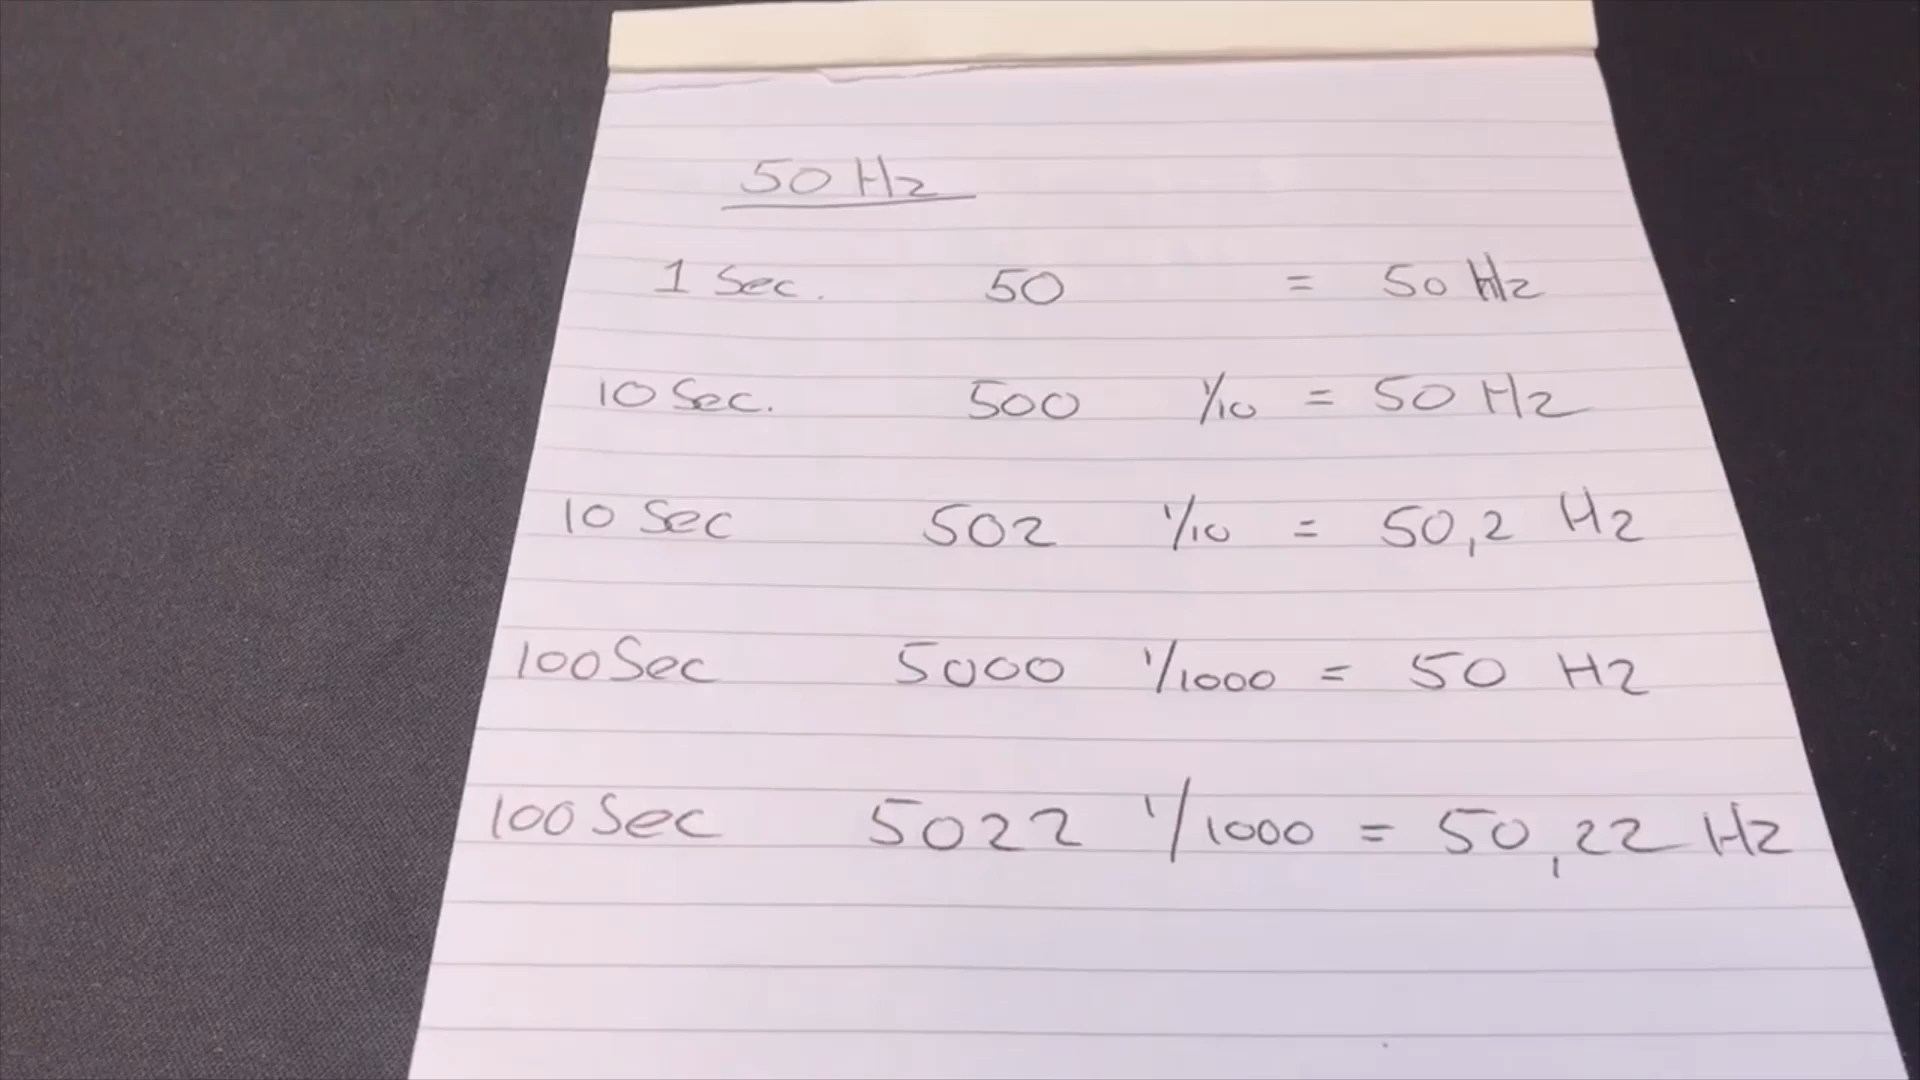 50 Hz
1 Sec. 50 = 50 Hz
10 Sec. 500 1/10 = 50 Hz
10 Sec 502 1/10 = 50,2 Hz
100 Sec 5000 1/1000 = 50 Hz
100 Sec 5022 1/1000 = 50,22 Hz